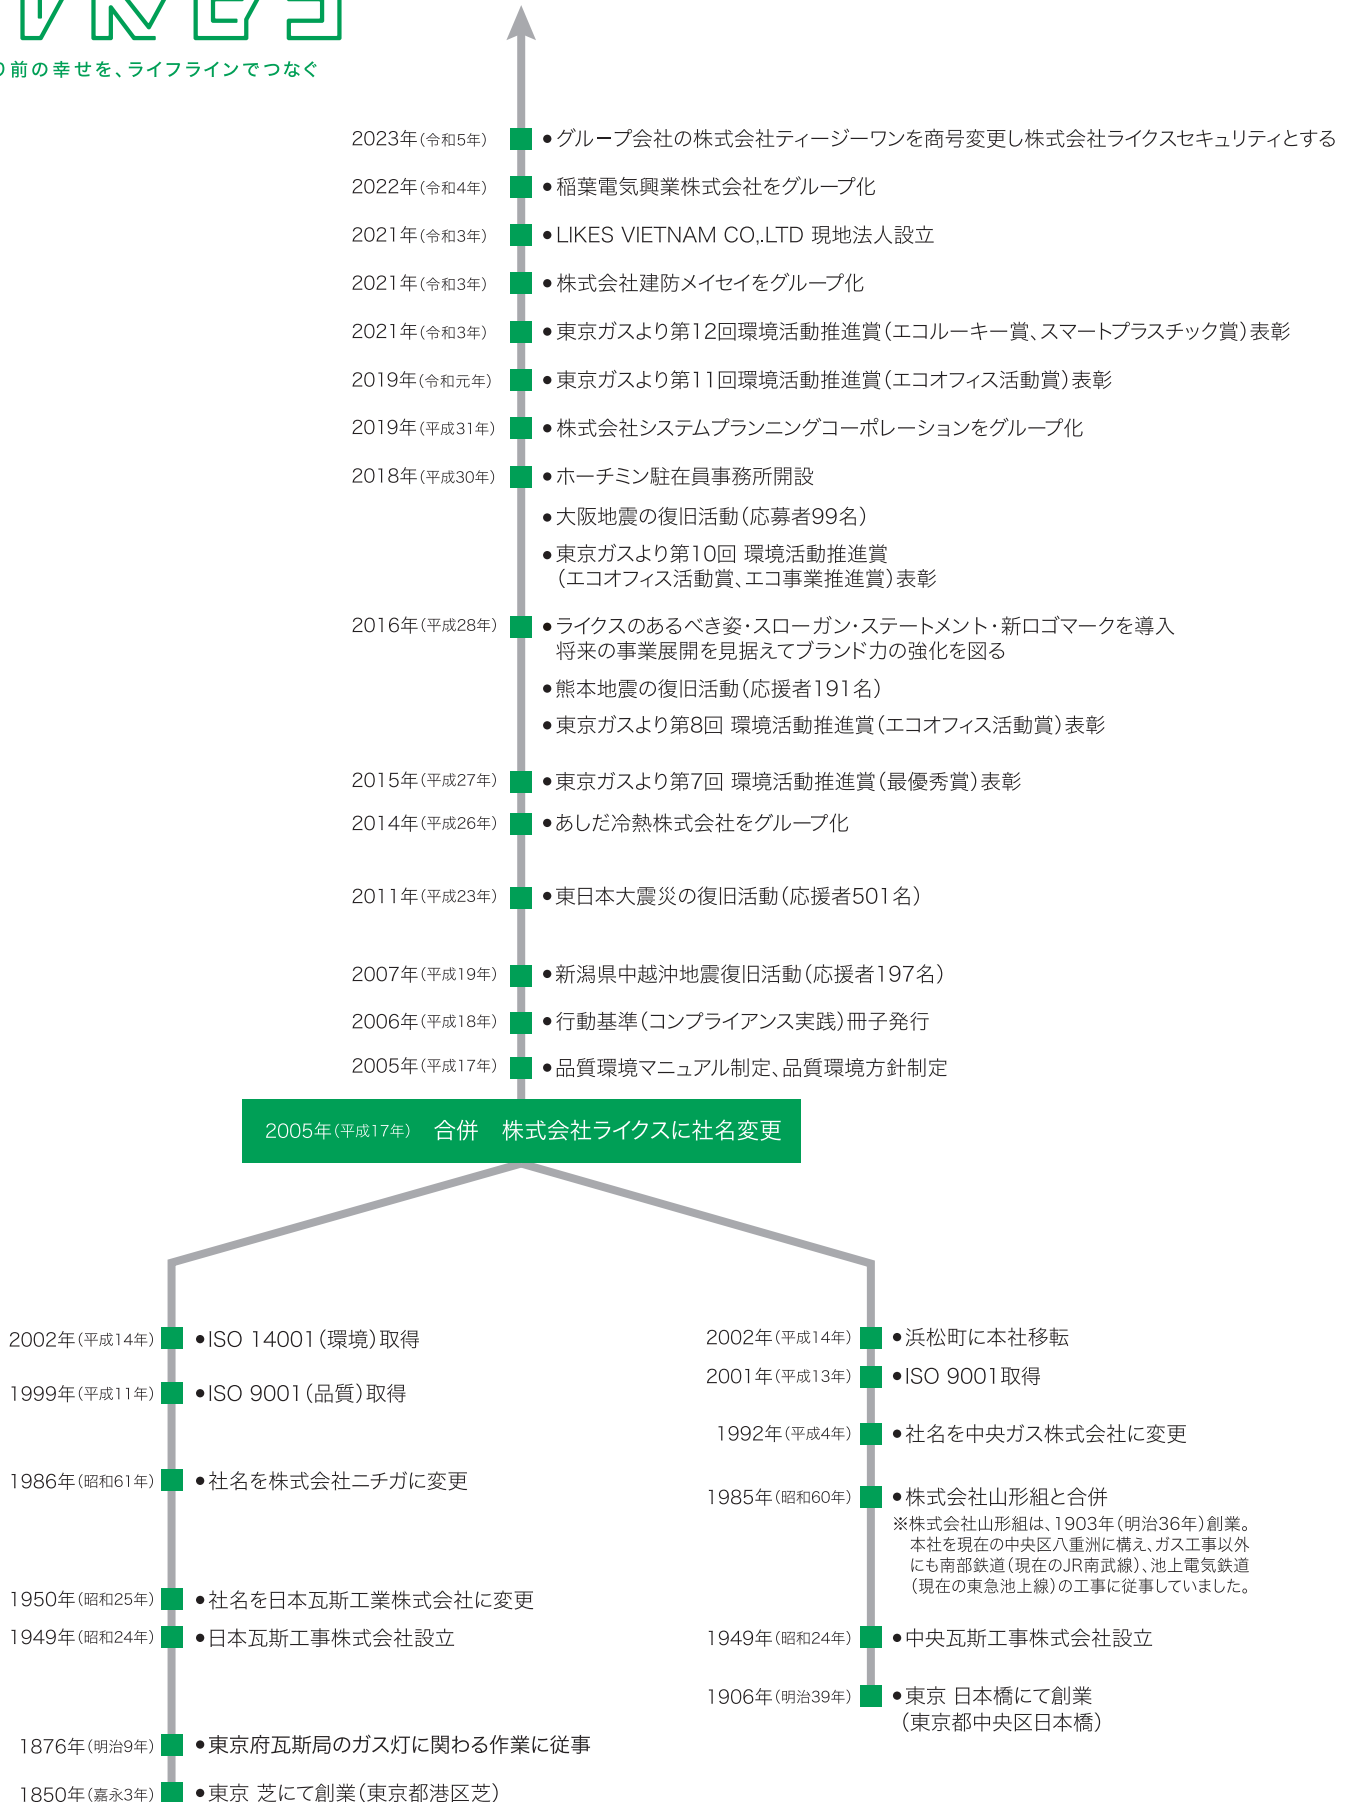 り前の幸せを、ライフラインでつなぐ
2023年（令和5年） ●グループ会社の株式会社ティージーワンを商号変更し株式会社ライクスセキュリティとする
2022年（令和4年） ●稲葉電気興業株式会社をグループ化
2021年（令和3年） ●LIKES VIETNAM CO,.LTD 現地法人設立
2021年（令和3年） ●株式会社建防メイセイをグループ化
2021年（令和3年） ●東京ガスより第12回環境活動推進賞（エコルーキー賞、スマートプラスチック賞）表彰
2019年（令和元年） ●東京ガスより第11回環境活動推進賞（エコオフィス活動賞）表彰
2019年（平成31年） ●株式会社システムプランニングコーポレーションをグループ化
2018年（平成30年） ●ホーチミン駐在員事務所開設
●大阪地震の復旧活動（応募者99名）
●東京ガスより第10回 環境活動推進賞
（エコオフィス活動賞、エコ事業推進賞）表彰
2016年（平成28年） ●ライクスのあるべき姿・スローガン・ステートメント・新ロゴマークを導入
将来の事業展開を見据えてブランド力の強化を図る
●熊本地震の復旧活動（応援者191名）
●東京ガスより第8回 環境活動推進賞（エコオフィス活動賞）表彰
2015年（平成27年） ●東京ガスより第7回 環境活動推進賞（最優秀賞）表彰
2014年（平成26年） ●あしだ冷熱株式会社をグループ化
2011年（平成23年） ●東日本大震災の復旧活動（応援者501名）
2007年（平成19年） ●新潟県中越沖地震復旧活動（応援者197名）
2006年（平成18年） ●行動基準（コンプライアンス実践）冊子発行
2005年（平成17年） ●品質環境マニュアル制定、品質環境方針制定
2005年（平成17年） 合併 株式会社ライクスに社名変更
2002年（平成14年） ●ISO 14001（環境）取得
1999年（平成11年） ●ISO 9001（品質）取得
1986年（昭和61年） ●社名を株式会社ニチガに変更
1950年（昭和25年） ●社名を日本瓦斯工業株式会社に変更
1949年（昭和24年） ●日本瓦斯工事株式会社設立
1876年（明治9年） ●東京府瓦斯局のガス灯に関わる作業に従事
1850年（嘉永3年） ●東京 芝にて創業（東京都港区芝）
2002年（平成14年） ●浜松町に本社移転
2001年（平成13年） ●ISO 9001取得
1992年（平成4年） ●社名を中央ガス株式会社に変更
1985年（昭和60年） ●株式会社山形組と合併
※株式会社山形組は、1903年（明治36年）創業。
本社を現在の中央区八重洲に構え、ガス工事以外
にも南部鉄道（現在のJR南武線）、池上電気鉄道
（現在の東急池上線）の工事に従事していました。
1949年（昭和24年） ●中央瓦斯工事株式会社設立
1906年（明治39年） ●東京 日本橋にて創業
（東京都中央区日本橋）